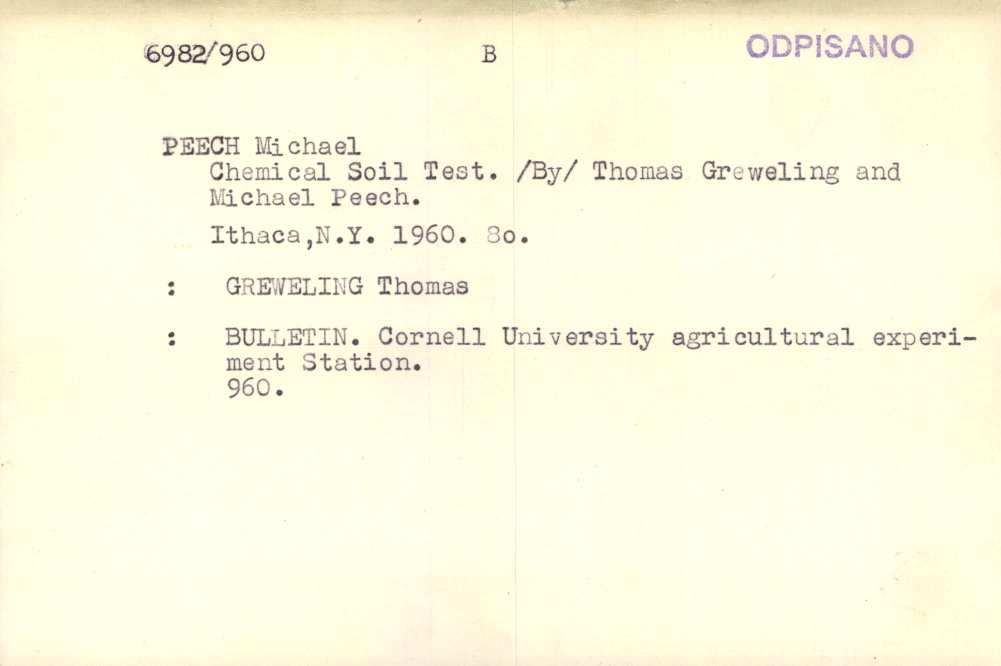 6982/960 B ODPISANO
PEECH Michael
Chemical Soil Test. /By/ Thomas Greweling and
Michael Peech.
Ithaca,N.Y. 1960. 8o.
: GREWELING Thomas
: BULLETIN. Cornell University agricultural experi-
ment Station.
960.